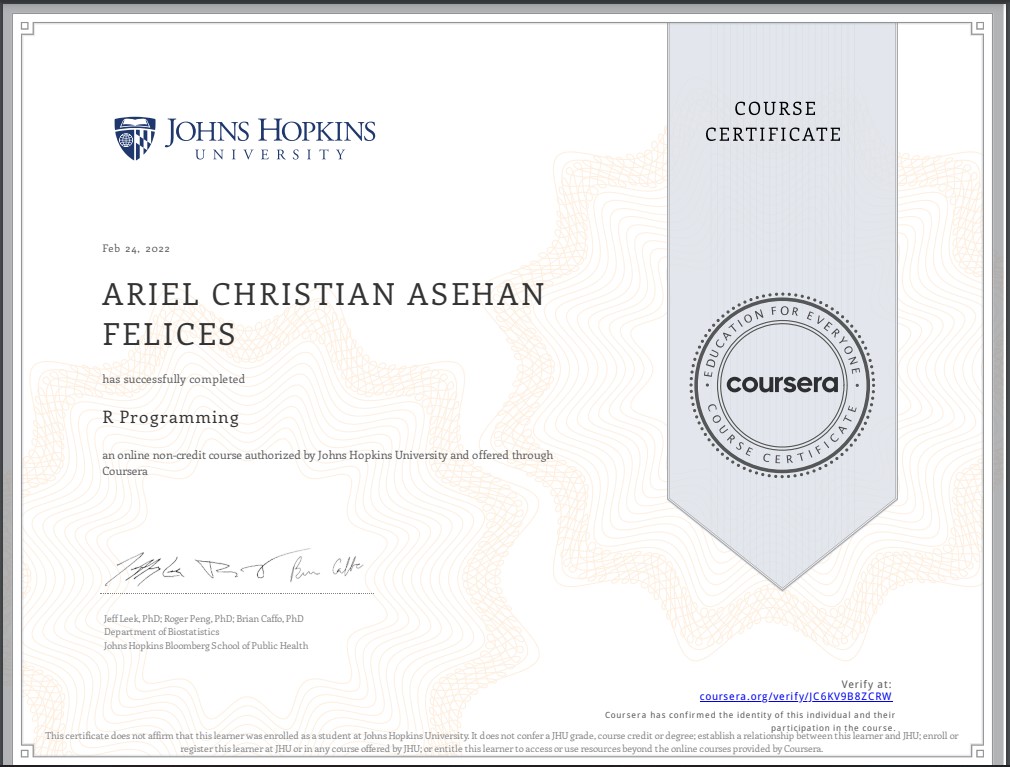 JOHNS HOPKINS
UNIVERSITY
COURSE
CERTIFICATE
Feb 24, 2022
ARIEL CHRISTIAN ASEHAN
FELICES
has successfully completed
R Programming
an online non-credit course authorized by Johns Hopkins University and offered through
Coursera
EDUCATION FOR EVERYONE
coursera
COURSE CERTIFICATE
Jeff Leek, PhD; Roger Peng, PhD; Brian Caffo, PhD
Department of Biostatistics
Johns Hopkins Bloomberg School of Public Health
Verify at:
coursera.org/verify/JC6KV9B8ZCRW
Coursera has confirmed the identity of this individual and their
participation in the course.
This certificate does not affirm that this learner was enrolled as a student at Johns Hopkins University. It does not confer a JHU grade, course credit or degree; establish a relationship between this learner and JHU; enroll or
register this learner at JHU or in any course offered by JHU; or entitle this learner to access or use resources beyond the online courses provided by Coursera.